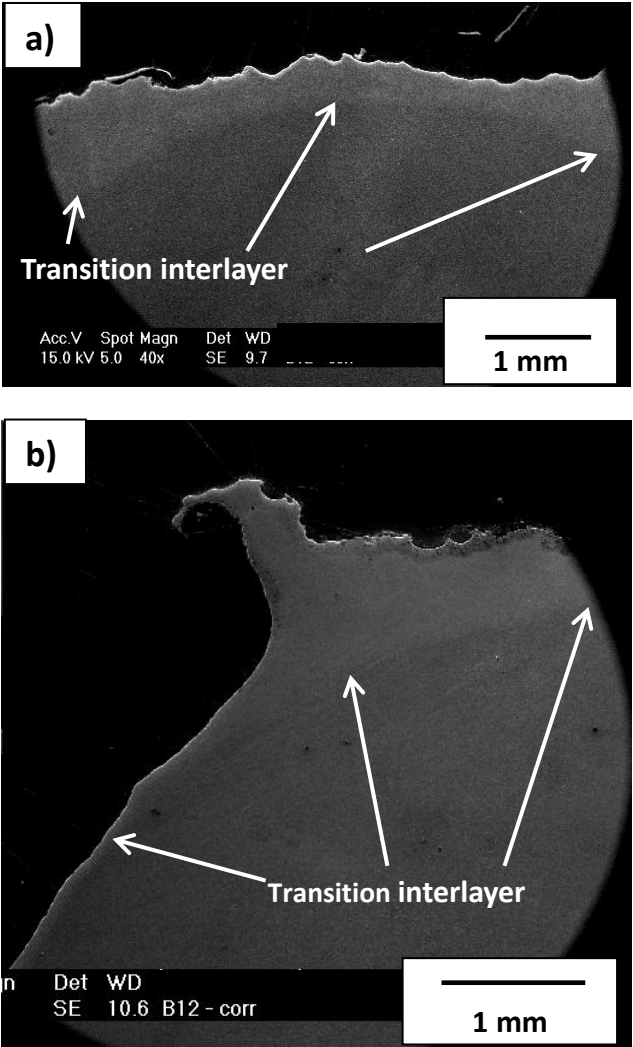 a)
Transition interlayer
Acc.V Spot Magn Det WD
15.0 kV 5.0 40x SE 9.7
1 mm
b)
Transition interlayer
Det WD
SE 10.6 B12 - corr
1 mm